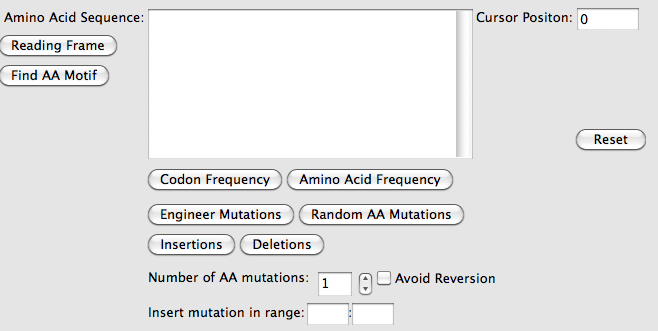 Amino Acid Sequence: Cursor Positon: 0
Reading Frame
Find AA Motif
Reset
Codon Frequency Amino Acid Frequency
Engineer Mutations Random AA Mutations
Insertions Deletions
Number of AA mutations: 1 Avoid Reversion
Insert mutation in range: :